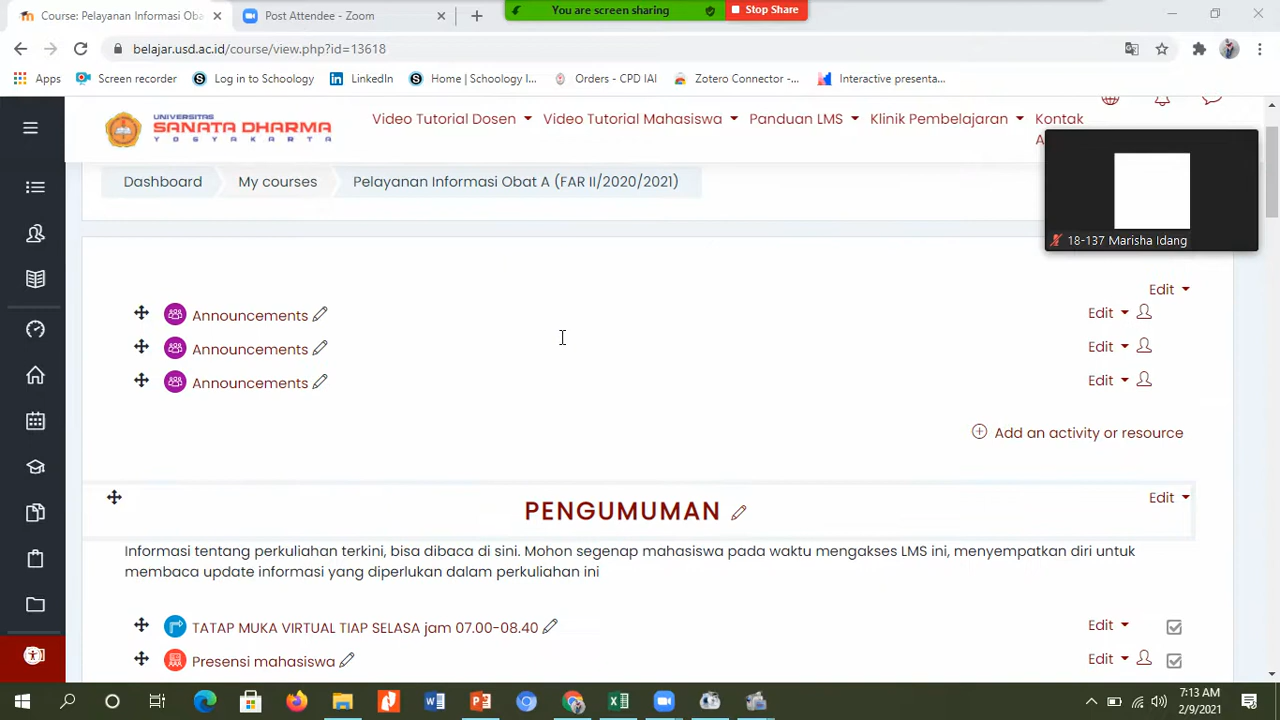 Course: Pelayanan Informasi Oba
Post Attendee - Zoom
You are screen sharing
Stop Share
belajar.usd.ac.id/course/view.php?id=13618
Apps
Screen recorder
Log in to Schoology
LinkedIn
Home | Schoology I...
Orders - CPD IAI
Zotero Connector -...
Interactive presenta...
UNIVERSITAS
SANATA DHARMA
YOGYAKARTA
Video Tutorial Dosen
Video Tutorial Mahasiswa
Panduan LMS
Klinik Pembelajaran
Kontak
A
Dashboard
My courses
Pelayanan Informasi Obat A (FAR II/2020/2021)
18-137 Marisha Idang
Edit
Announcements
Edit
Announcements
Edit
Announcements
Edit
Add an activity or resource
PENGUMUMAN
Edit
Informasi tentang perkuliahan terkini, bisa dibaca di sini. Mohon segenap mahasiswa pada waktu mengakses LMS ini, menyempatkan diri untuk
membaca update informasi yang diperlukan dalam perkuliahan ini
TATAP MUKA VIRTUAL TIAP SELASA jam 07.00-08.40
Edit
Presensi mahasiswa
Edit
7:13 AM
2/9/2021